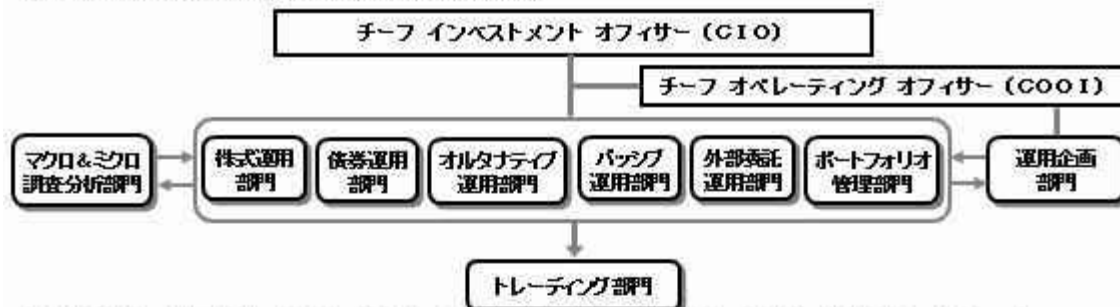 チーフ インベストメント オフィサー (CIO)
チーフ オペレーティング オフィサー (COOI)
マクロ&ミクロ
調査分析部門
株式運用
部門
債券運用
部門
オルタナティブ
運用部門
パッシブ
運用部門
外部委託
運用部門
ポートフォリオ
管理部門
運用企画
部門
トレーディング部門